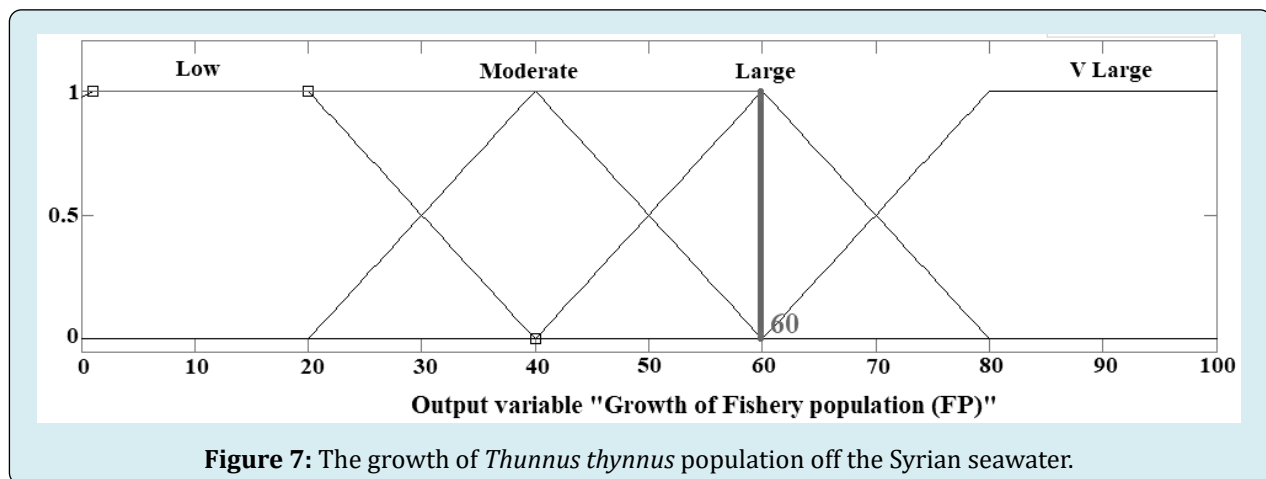 Low Moderate Large V Large
1
0.5
0
60
0 10 20 30 40 50 60 70 80 90 100
Output variable "Growth of Fishery population (FP)"
Figure 7: The growth of Thunnus thynnus population off the Syrian seawater.